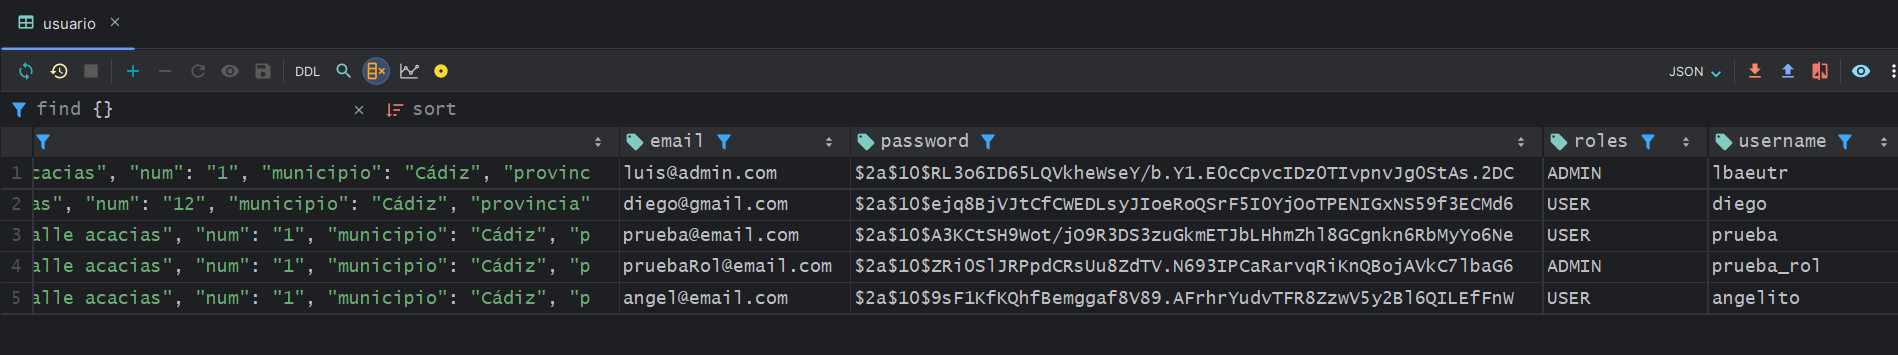 usuario ×
DDL JSON
find {} × sort
email password roles username
1 cacias", "num": "1", "municipio": "Cádiz", "provinc luis@admin.com $2a$10$RL3o6ID65LQVkheWseY/b.Y1.E0cCpvcIDz0TIvpnvJg0StAs.2DC ADMIN lbaeutr
2 as", "num": "12", "municipio": "Cádiz", "provincia" diego@gmail.com $2a$10$ejq8BjVJtCfCWEDLsyJIoeRoQSrF5I0YjOoTPENIGxNS59f3ECMd6 USER diego
3 alle acacias", "num": "1", "municipio": "Cádiz", "p prueba@email.com $2a$10$A3KCtSH9Wot/jO9R3DS3zuGkmETJbLHhmZhl8GCgnkn6RbMyYo6Ne USER prueba
4 alle acacias", "num": "1", "municipio": "Cádiz", "p pruebaRol@email.com $2a$10$ZRi0SlJRPpdCRsUu8ZdTV.N693IPCaRarvqRiKnQBojAVkC7lbaG6 ADMIN prueba_rol
5 alle acacias", "num": "1", "municipio": "Cádiz", "p angel@email.com $2a$10$9sF1KfKQhfBemggaf8V89.AFrhrYudvTFR8ZzwV5y2Bl6QILEfFnW USER angelito